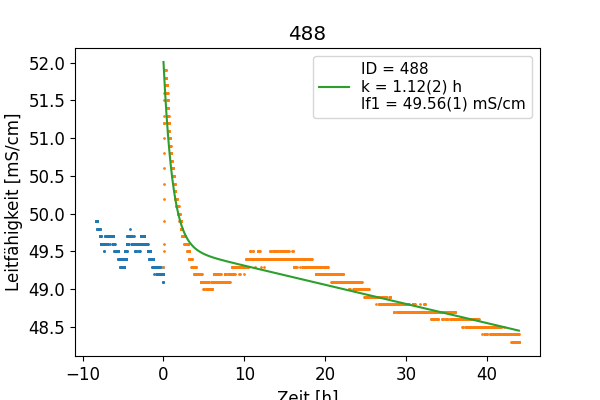 488
52.0
51.5
51.0
50.5
50.0
49.5
49.0
48.5
Leitfähigkeit [mS/cm]
ID = 488
k = 1.12(2) h
lf1 = 49.56(1) mS/cm
−10 0 10 20 30 40
Zeit [h]